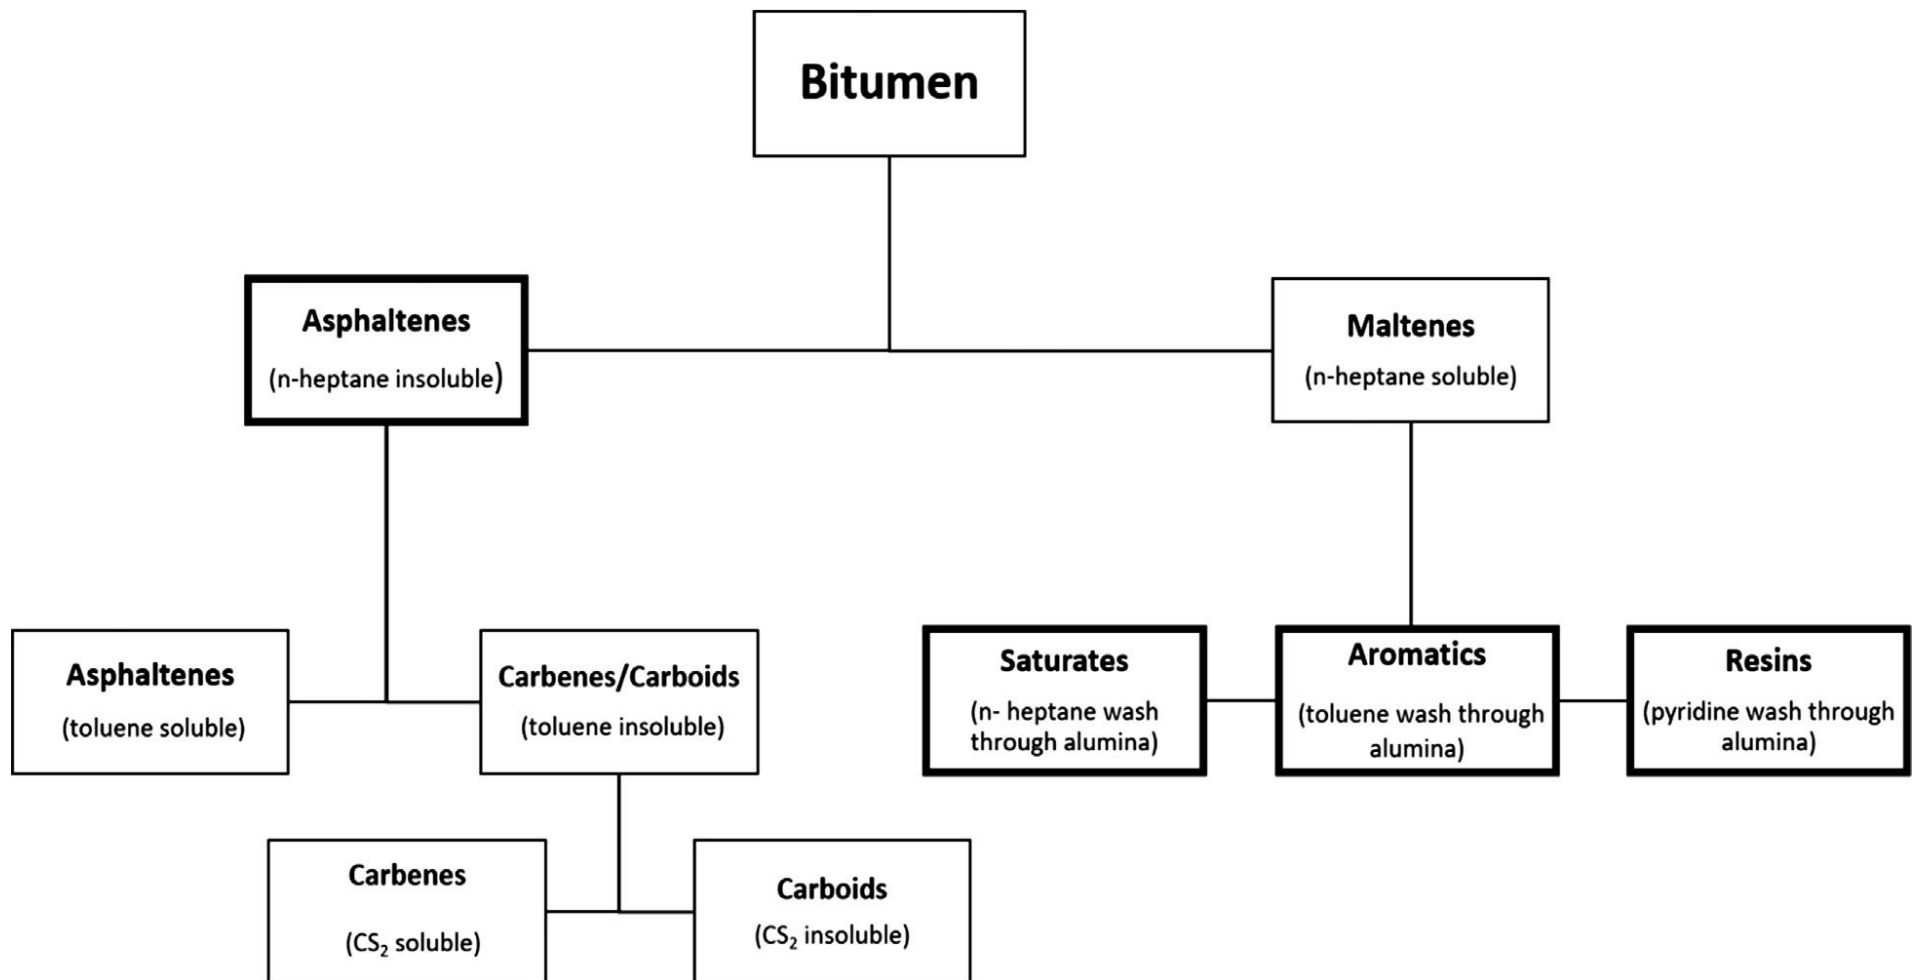 Bitumen
Asphaltenes
(n-heptane insoluble)
Maltenes
(n-heptane soluble)
Asphaltenes
(toluene soluble)
Carbenes/Carboids
(toluene insoluble)
Saturates
(n- heptane wash
through alumina)
Aromatics
(toluene wash through
alumina)
Resins
(pyridine wash through
alumina)
Carbenes
(CS₂ soluble)
Carboids
(CS₂ insoluble)